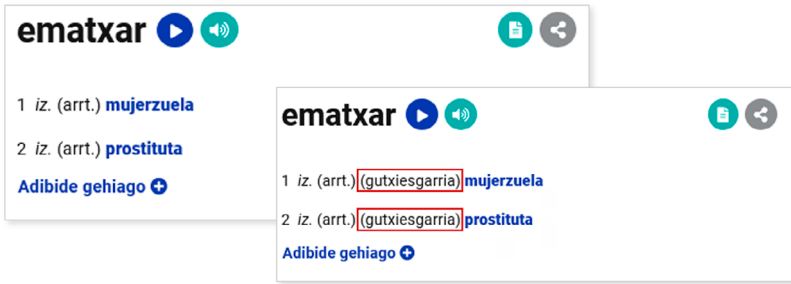 ematxar
1 iz. (arrt.) mujerzuela
2 iz. (arrt.) prostituta
Adibide gehiago
ematxar
1 iz. (arrt.) (gutxiesgarria) mujerzuela
2 iz. (arrt.) (gutxiesgarria) prostituta
Adibide gehiago